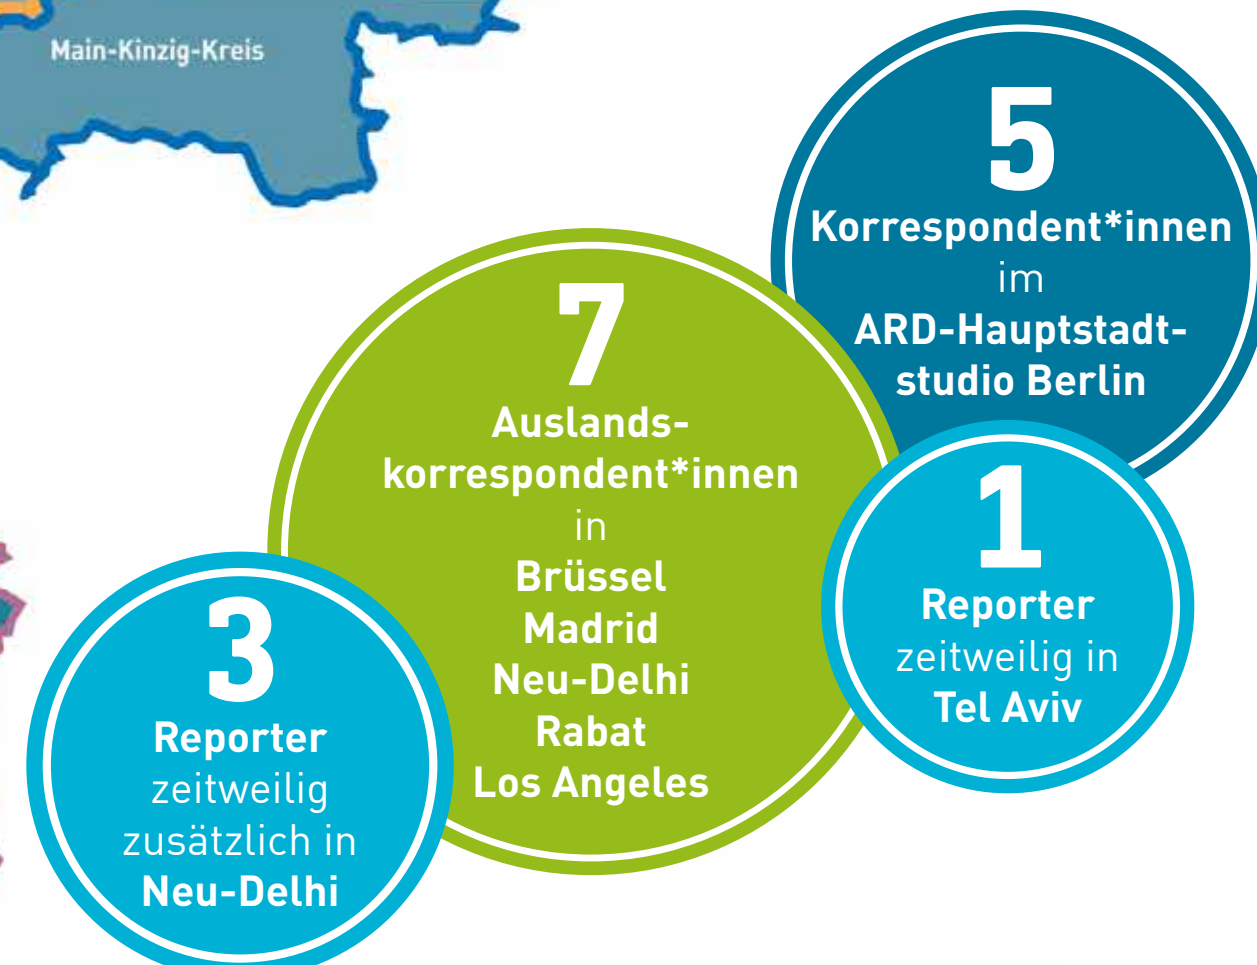 Main-Kinzig-Kreis
5
Korrespondent*innen
im
ARD-Hauptstadt-
studio Berlin
7
Auslands-
korrespondent*innen
in
Brüssel
Madrid
Neu-Delhi
Rabat
Los Angeles
1
Reporter
zeitweilig in
Tel Aviv
3
Reporter
zeitweilig
zusätzlich in
Neu-Delhi